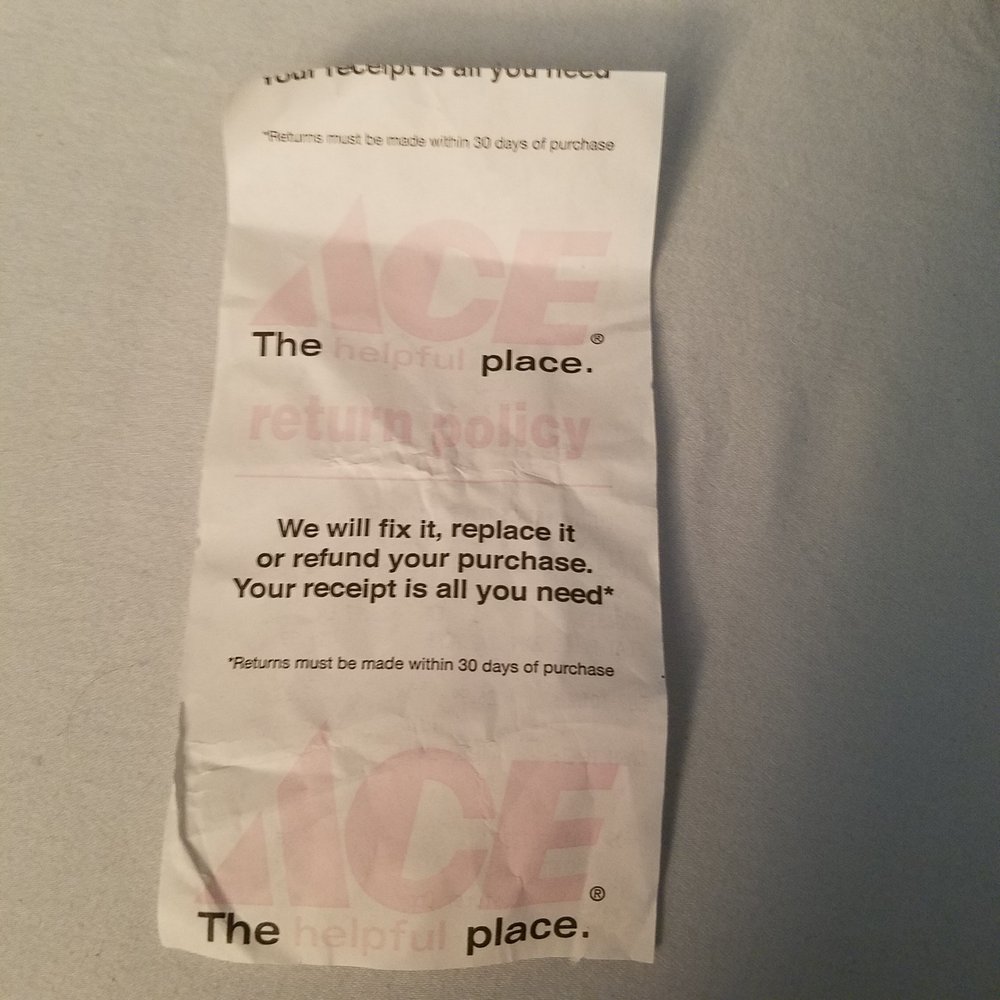 Your receipt is all you need
*Returns must be made within 30 days of purchase
ACE
The helpful place.®
return policy
We will fix it, replace it
or refund your purchase.
Your receipt is all you need*
*Returns must be made within 30 days of purchase
ACE
The helpful place.®